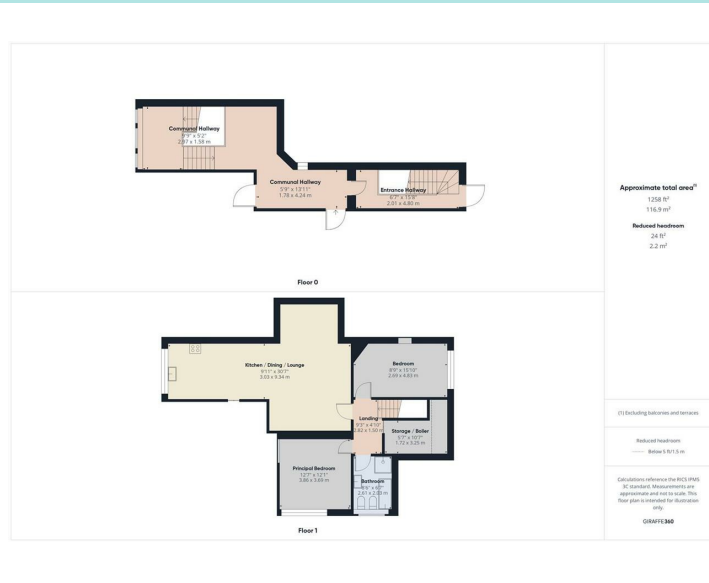 Communal Hallway
9'9" x 5'2"
2.97 x 1.58 m
Communal Hallway
5'9" x 13'11"
1.78 x 4.24 m
Entrance Hallway
6'7" x 15'8"
2.01 x 4.80 m
Floor 0
Approximate total area(1)
1258 ft²
116.9 m²
Reduced headroom
24 ft²
2.2 m²
Kitchen / Dining / Lounge
9'11" x 30'7"
3.03 x 9.34 m
Bedroom
8'9" x 15'10"
2.69 x 4.83 m
Landing
9'3" x 4'10"
2.82 x 1.50 m
Storage / Boiler
5'7" x 10'7"
1.72 x 3.25 m
Principal Bedroom
12'7" x 12'1"
3.86 x 3.69 m
Bathroom
2.61 x 2.03 m
Floor 1
(1) Excluding balconies and terraces
Reduced headroom
Below 5 ft/1.5 m
Calculations reference the RICS IPMS
3C standard. Measurements are
approximate and not to scale. This
floor plan is intended for illustration
only.
GIRAFFE360